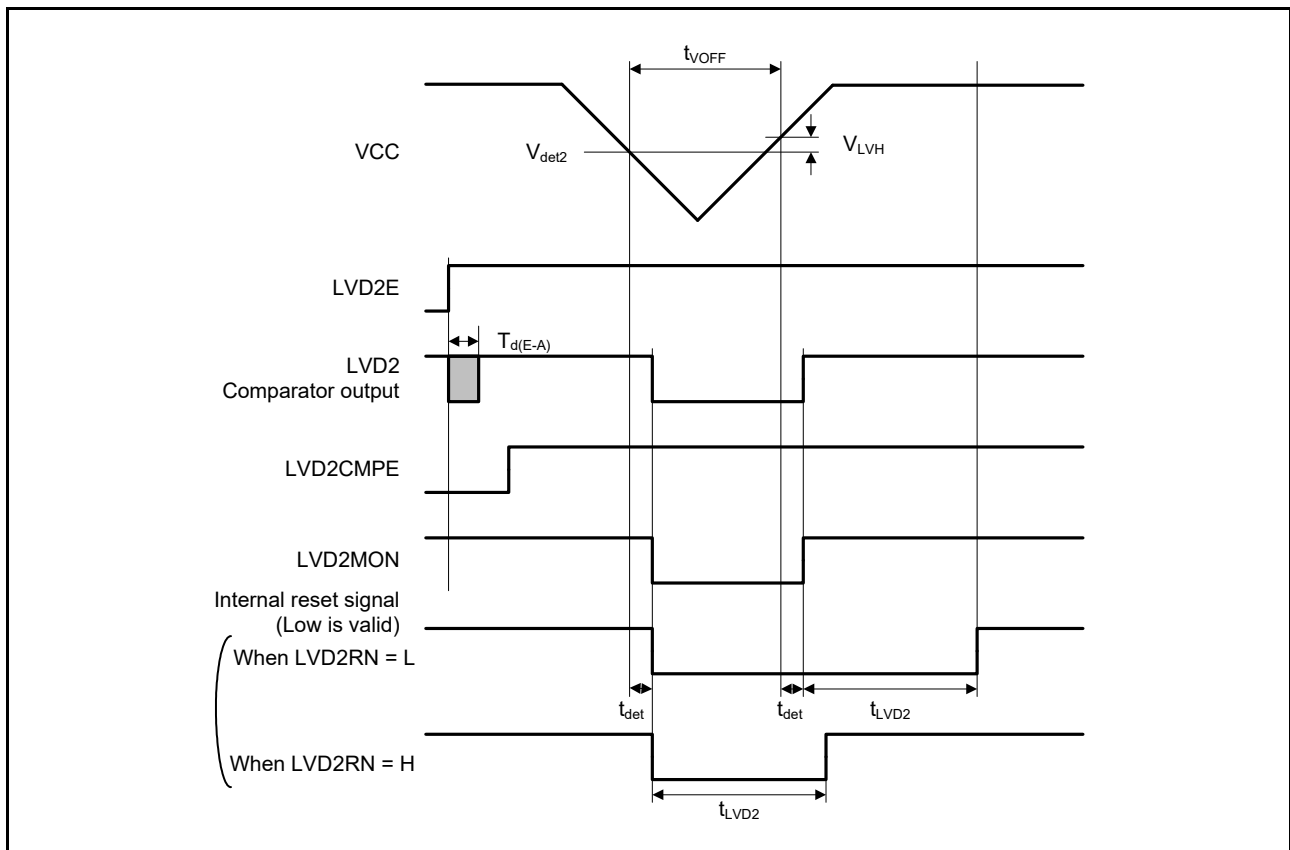 tVOFF
VCC
Vdet2
VLVH
LVD2E
Td(E-A)
LVD2
Comparator output
LVD2CMPE
LVD2MON
Internal reset signal
(Low is valid)
When LVD2RN = L
tdet
tdet
tLVD2
When LVD2RN = H
tLVD2